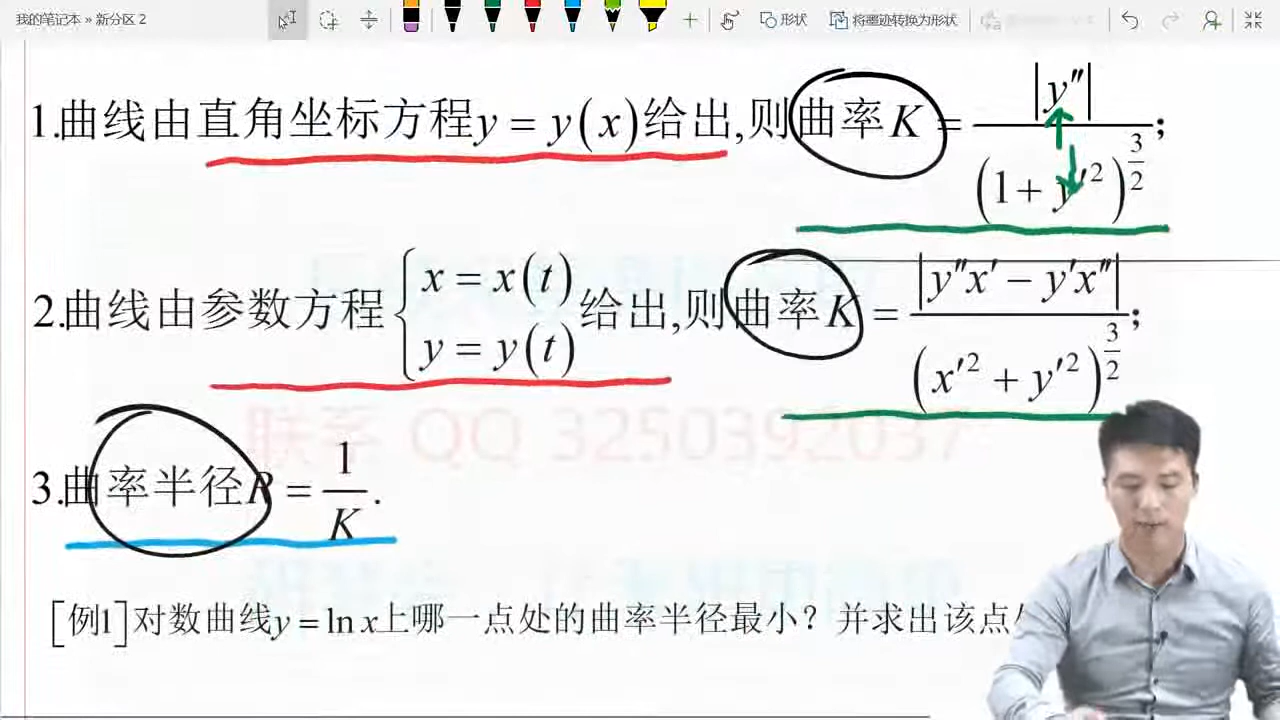 我的笔记本 » 新分区 2
形状 将墨迹转换为形状
1.曲线由直角坐标方程y = y(x)给出,则曲率K = |y″| / (1 + y′²)^(3/2);
2.曲线由参数方程{x = x(t) y = y(t)给出,则曲率K = |y″x′ − y′x″| / (x′² + y′²)^(3/2);
联系 QQ 3250392037
3.曲率半径R = 1/K.
[例1]对数曲线y = ln x上哪一点处的曲率半径最小？并求出该点